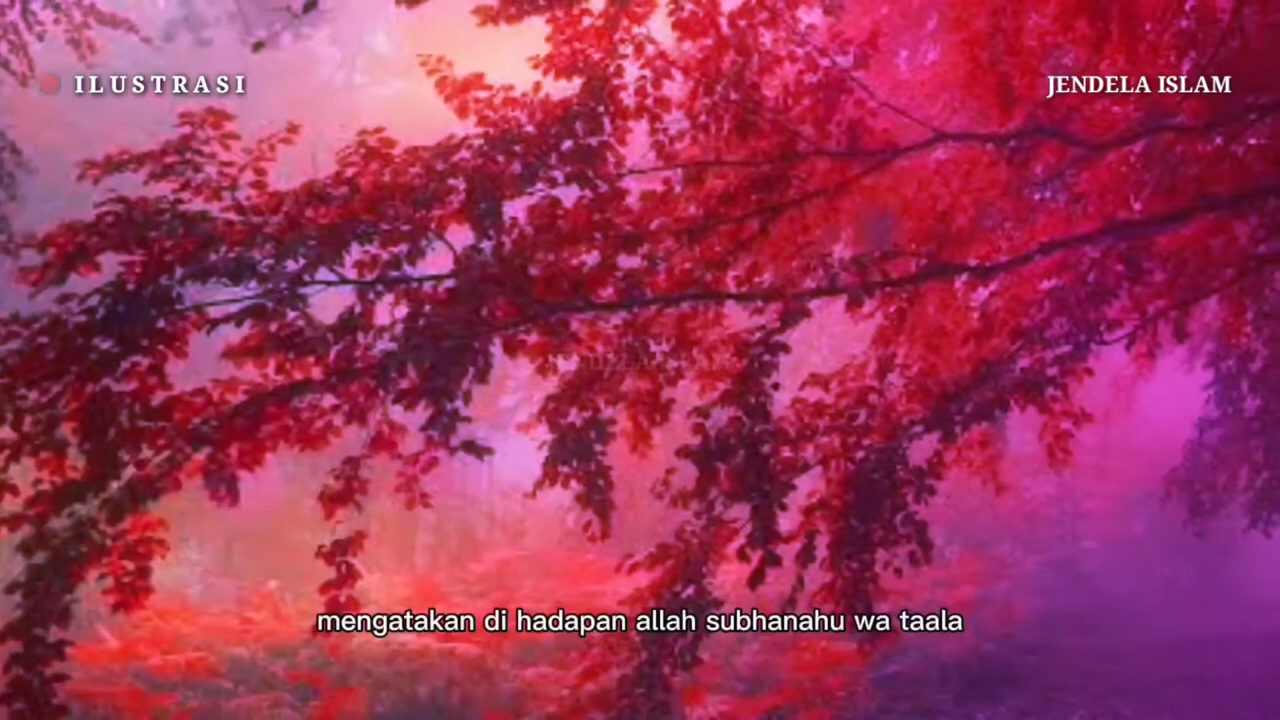 ILUSTRASI
JENDELA ISLAM
mengatakan di hadapan allah subhanahu wa taala